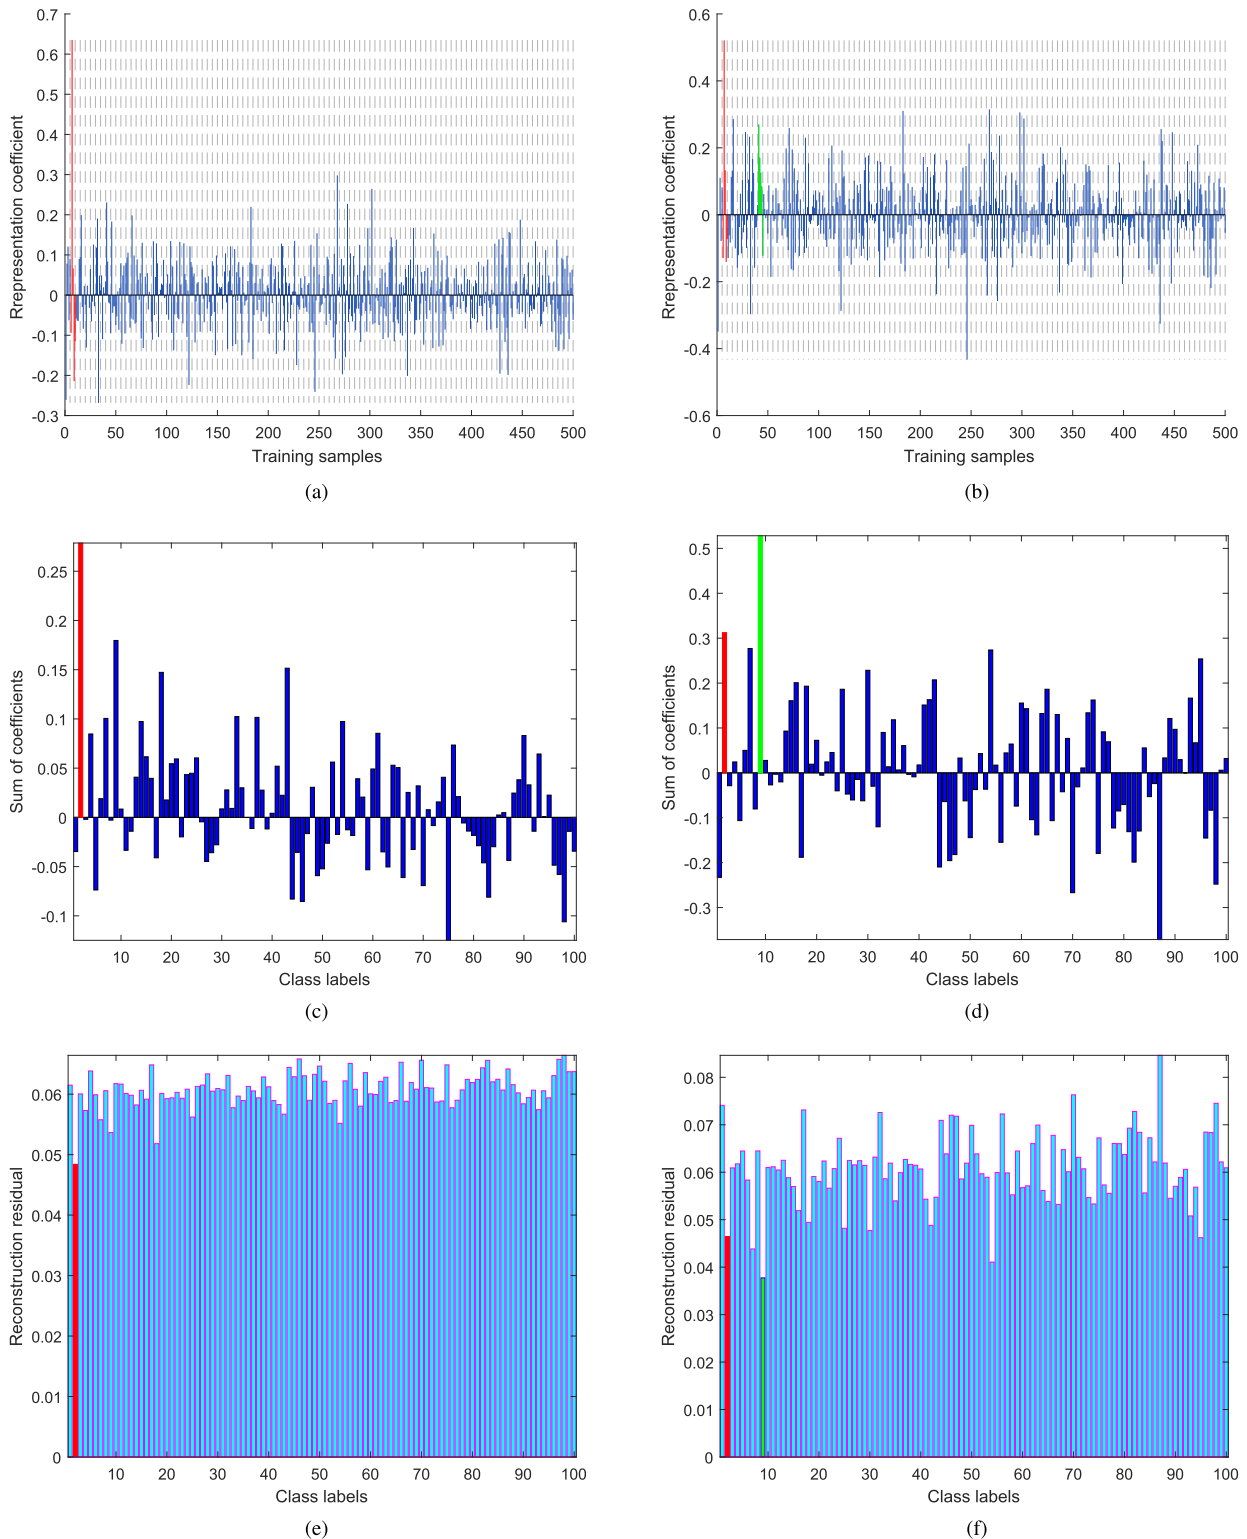 0.7
0.6
0.5
0.4
0.3
0.2
0.1
0
-0.1
-0.2
-0.3
0 50 100 150 200 250 300 350 400 450 500
Rrepresentation coefficient
Training samples
(a)
0.6
0.4
0.2
0
-0.2
-0.4
-0.6
0 50 100 150 200 250 300 350 400 450 500
Rrepresentation coefficient
Training samples
(b)
0.25
0.2
0.15
0.1
0.05
0
-0.05
-0.1
10 20 30 40 50 60 70 80 90 100
Sum of coefficients
Class labels
(c)
0.5
0.4
0.3
0.2
0.1
0
-0.1
-0.2
-0.3
10 20 30 40 50 60 70 80 90 100
Sum of coefficients
Class labels
(d)
0.06
0.05
0.04
0.03
0.02
0.01
0
10 20 30 40 50 60 70 80 90 100
Reconstruction residual
Class labels
(e)
0.08
0.07
0.06
0.05
0.04
0.03
0.02
0.01
0
10 20 30 40 50 60 70 80 90 100
Reconstruction residual
Class labels
(f)